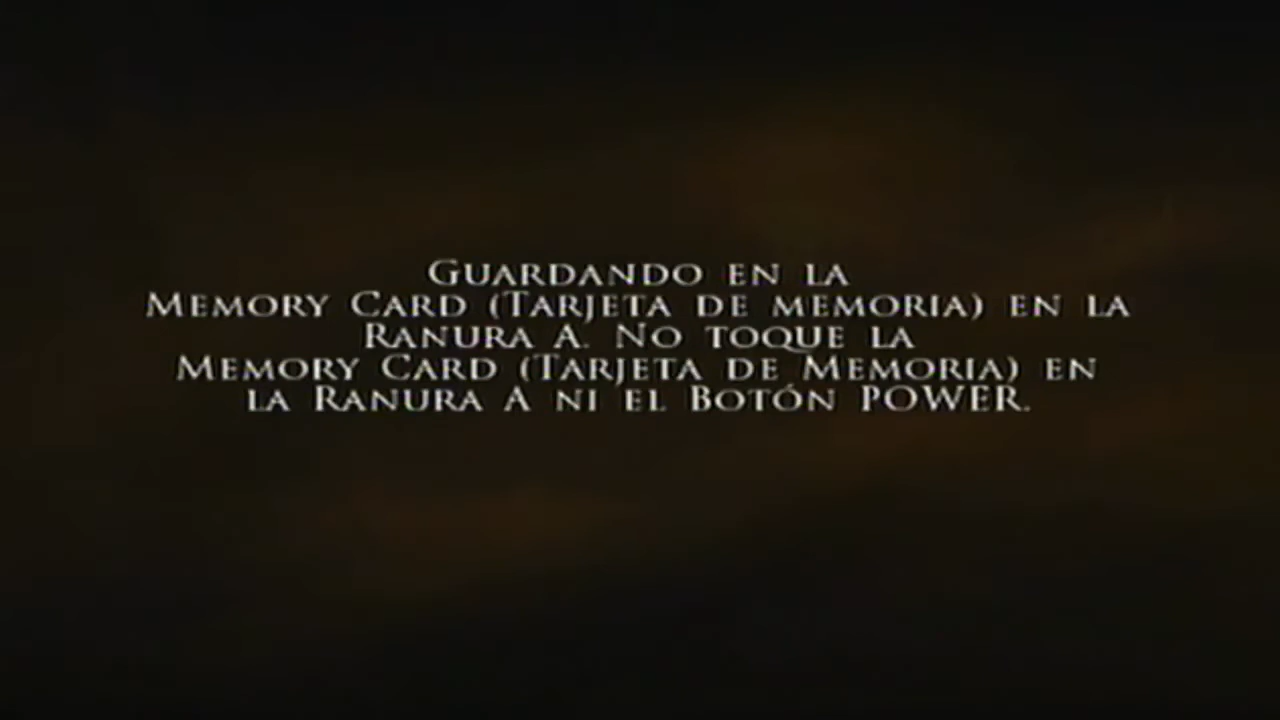 Guardando en la
Memory Card (Tarjeta de memoria) en la
Ranura A. No toque la
Memory Card (Tarjeta de Memoria) en
la Ranura A ni el Botón POWER.